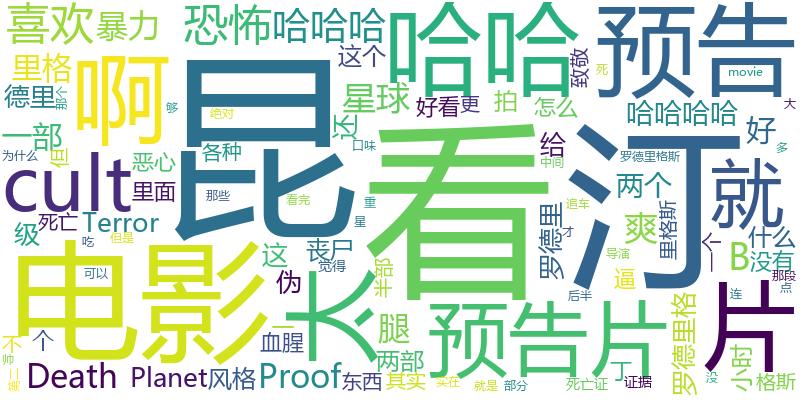 喜欢
暴力
恐怖
哈哈哈
哈哈
预告
这个
致敬
死
movie
里格
啊
昆
德里
那个
够
绝对
星球
好看
更
拍
怎么
大
哈哈哈哈
一部
还
为什么
但
恶心
各种
口味
看
汀
给
罗德里格斯
好
多
cult
里面
那些
看完
重
中间
两个
就
级
死亡
Terror
星
罗德里
追车
爽
里格斯
一个
什么
吃
但是
这
丧尸
觉得
才
导演
B
没有
电影
可以
伪
太
半部
后半
逼
那段
连
点
不
个
一
血腥
腿
预告片
丁
罗德里格
片
帅
第二
Death
Planet
风格
Proof
东西
两部
其实
实在
就是
部分
死亡证
证据
没
小时
格斯